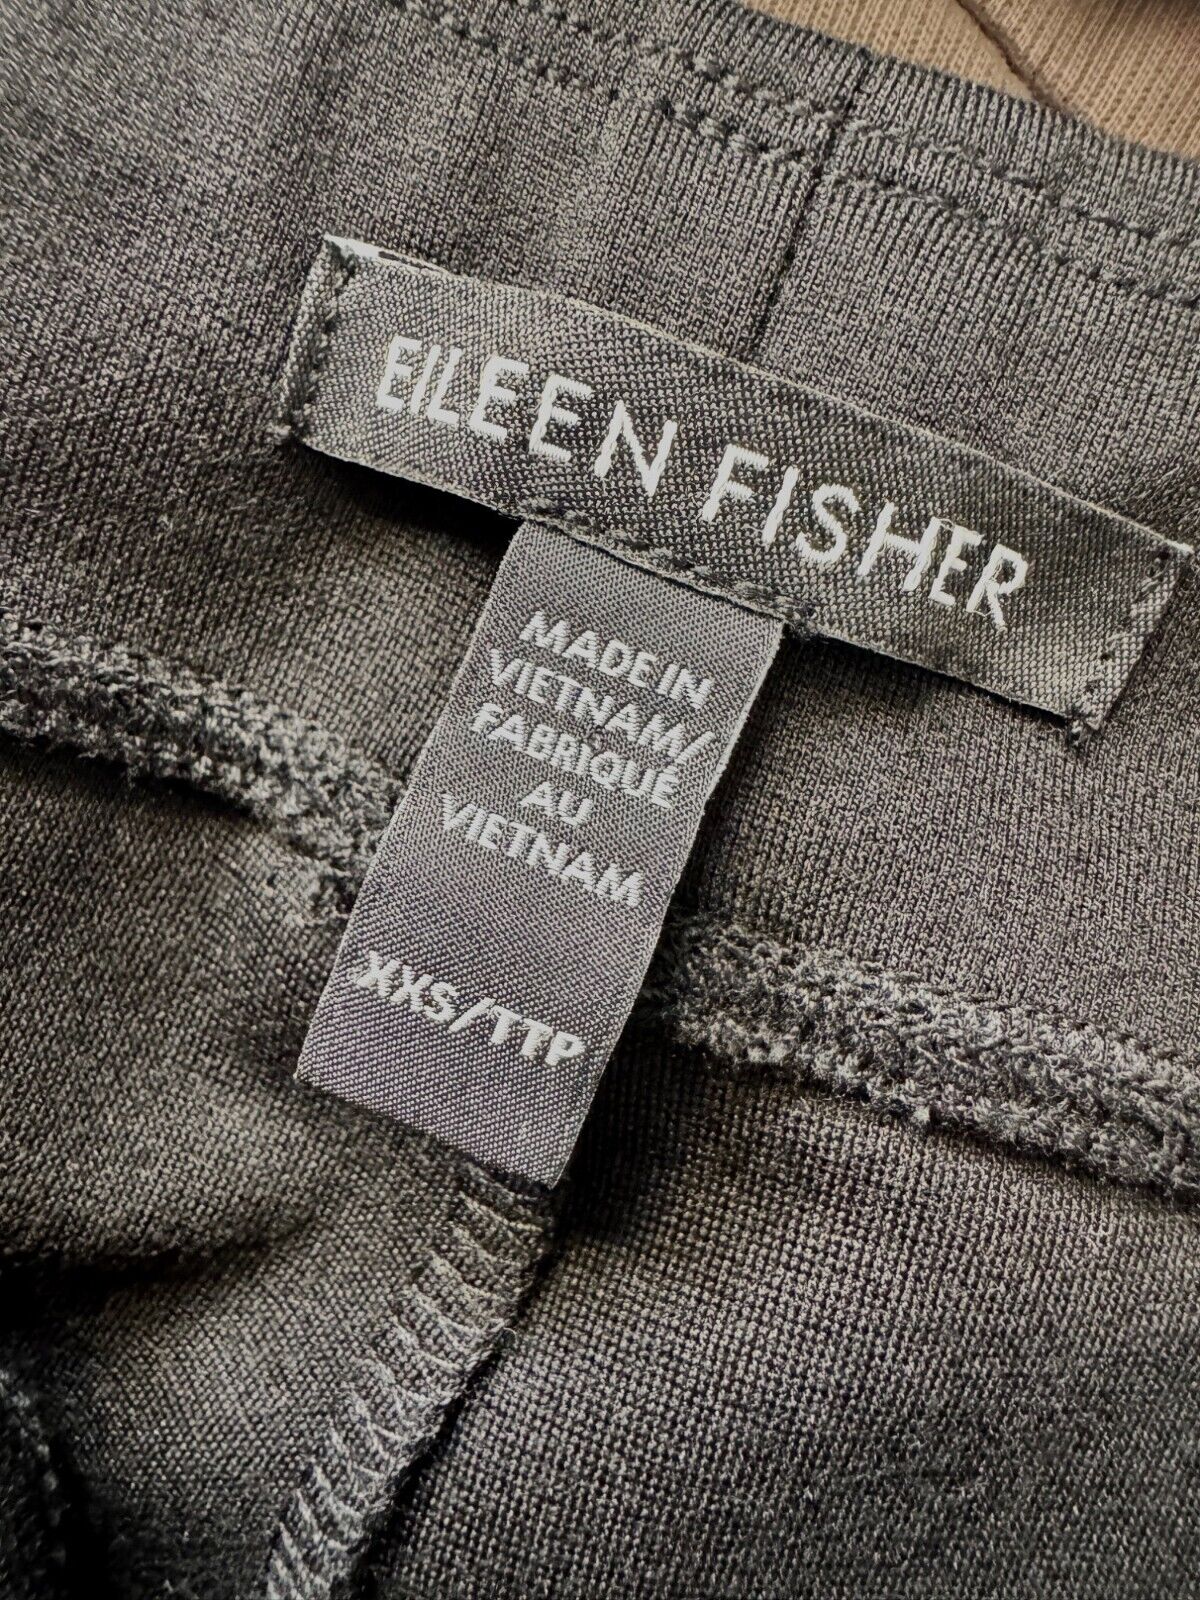 EILEEN FISHER
MADE IN
VIETNAM/
FABRIQUÉ
AU
VIETNAM
XXS/TTP